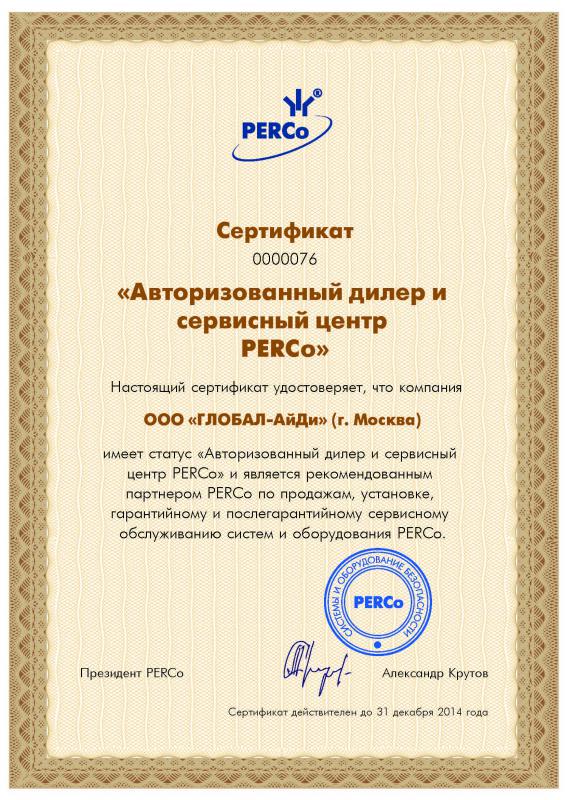 PERCo®
Сертификат
0000076
«Авторизованный дилер и
сервисный центр
PERCo»
Настоящий сертификат удостоверяет, что компания
ООО «ГЛОБАЛ-АйДи» (г. Москва)
имеет статус «Авторизованный дилер и сервисный
центр PERCo» и является рекомендованным
партнером PERCo по продажам, установке,
гарантийному и послегарантийному сервисному
обслуживанию систем и оборудования PERCo.
СИСТЕМЫ И ОБОРУДОВАНИЕ БЕЗОПАСНОСТИ
PERCo
Президент PERCo
Александр Крутов
Сертификат действителен до 31 декабря 2014 года